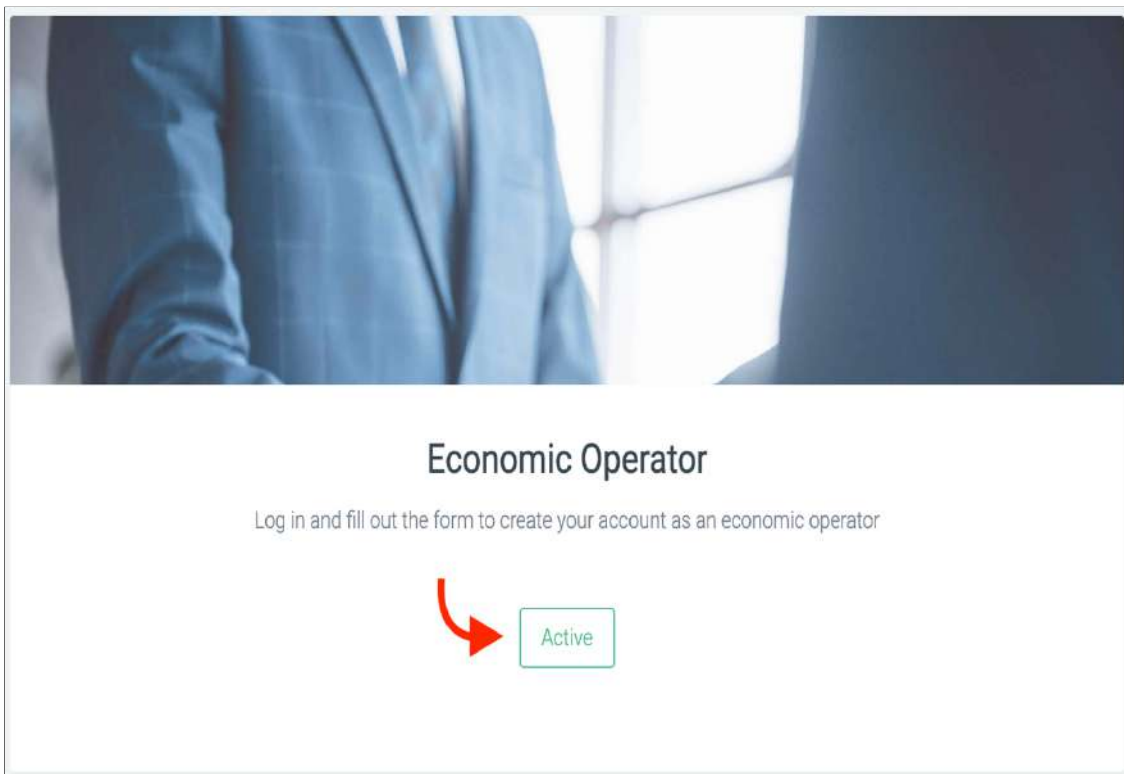 Economic Operator
Log in and fill out the form to create your account as an economic operator
Active